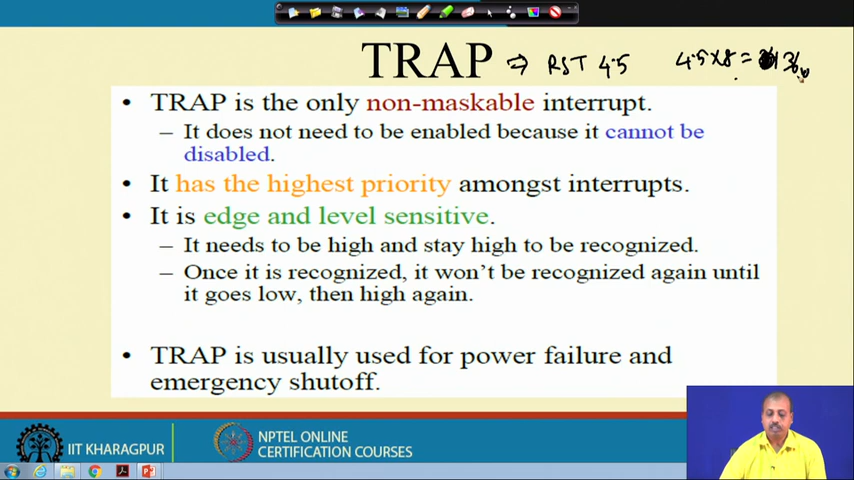 TRAP ⇒ RST 4.5 4.5×8 = 36
• TRAP is the only non-maskable interrupt.
– It does not need to be enabled because it cannot be
disabled.
• It has the highest priority amongst interrupts.
• It is edge and level sensitive.
– It needs to be high and stay high to be recognized.
– Once it is recognized, it won't be recognized again until
it goes low, then high again.
• TRAP is usually used for power failure and
emergency shutoff.
IIT KHARAGPUR
NPTEL ONLINE
CERTIFICATION COURSES